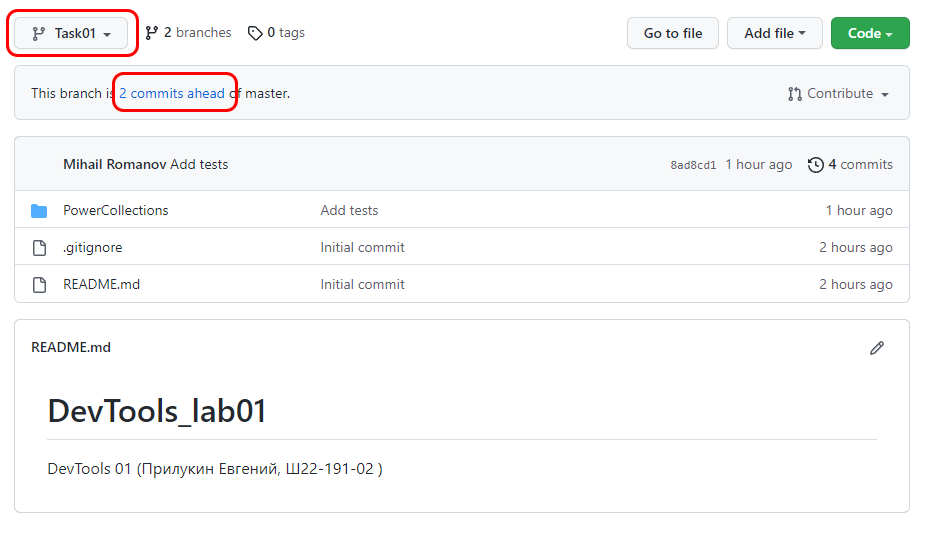 Task01 2 branches 0 tags Go to file Add file Code
This branch is 2 commits ahead of master. Contribute
Mihail Romanov Add tests 8ad8cd1 1 hour ago 4 commits
PowerCollections Add tests 1 hour ago
.gitignore Initial commit 2 hours ago
README.md Initial commit 2 hours ago
README.md
DevTools_lab01
DevTools 01 (Прилукин Евгений, Ш22-191-02 )